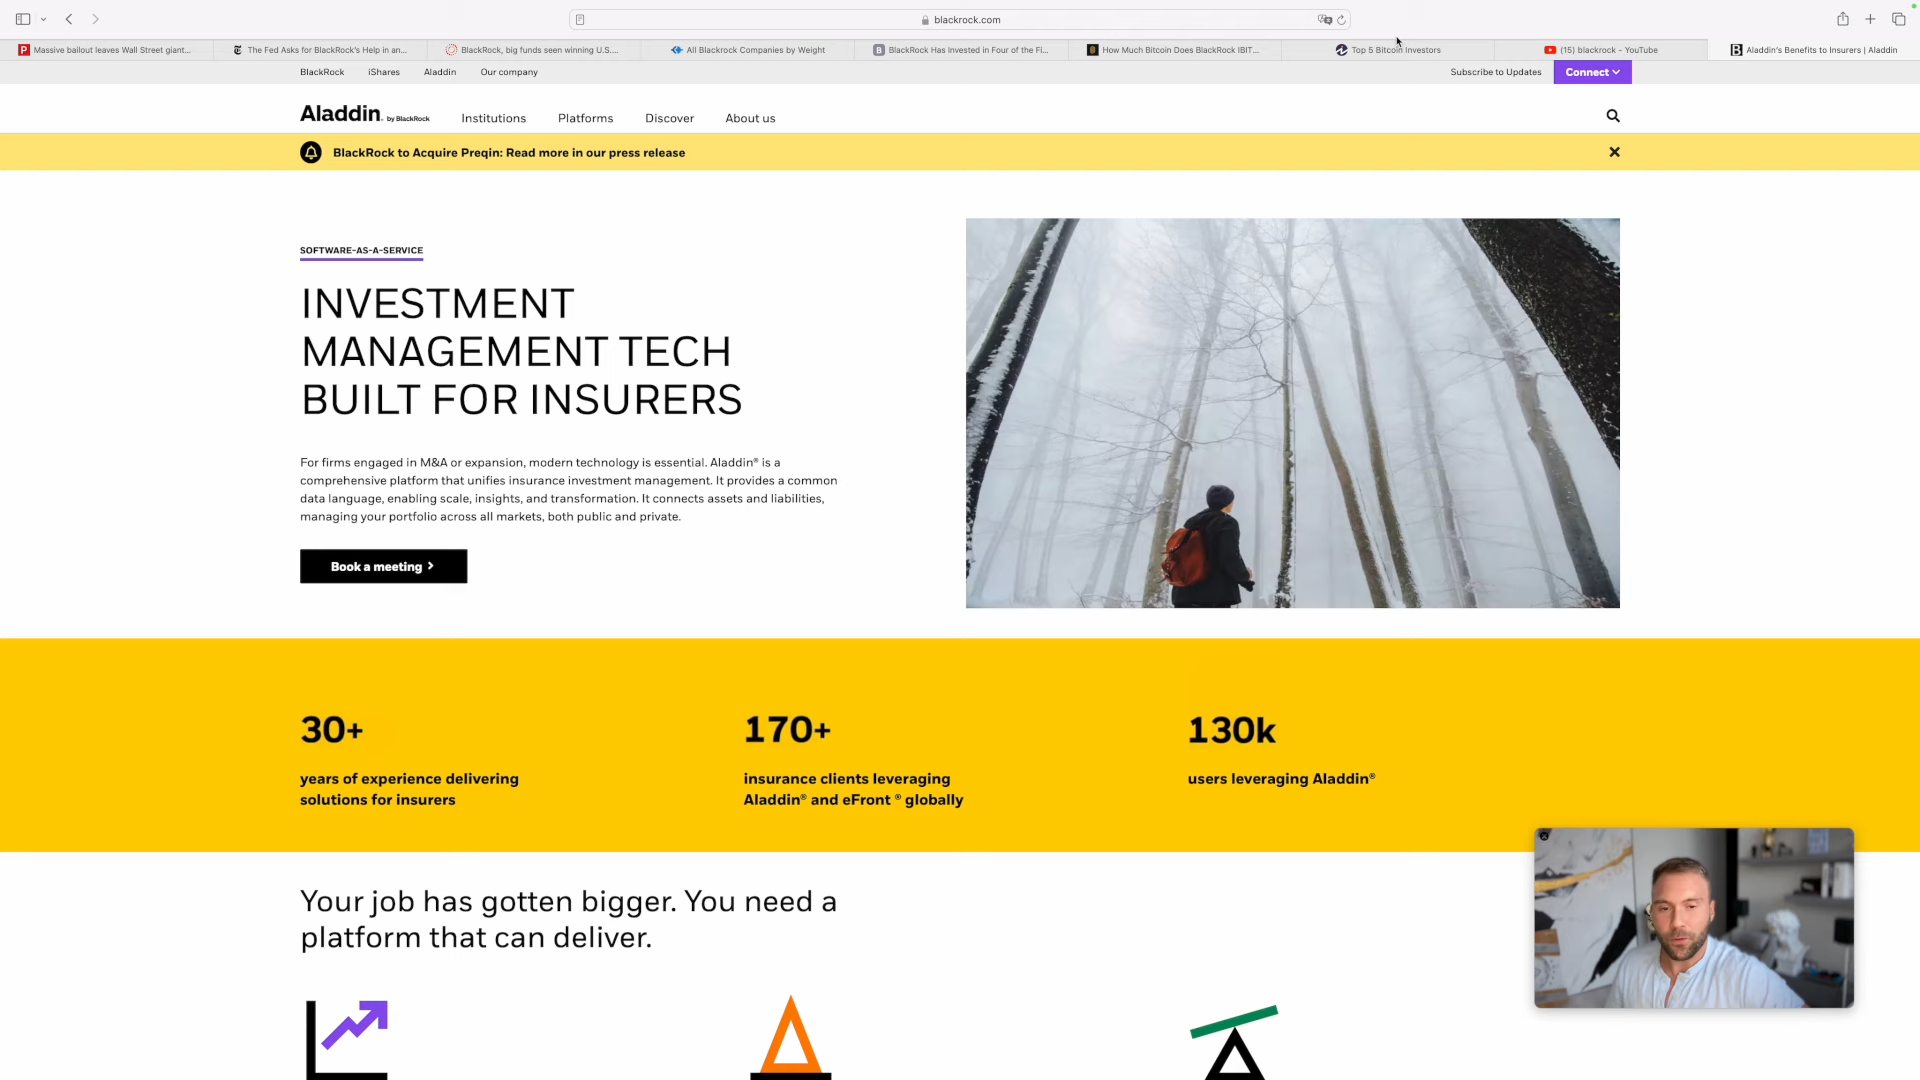 blackrock.com
Massive bailout leaves Wall Street giant...
The Fed Asks for BlackRock's Help in an...
BlackRock, big funds seen winning U.S....
All Blackrock Companies by Weight
BlackRock Has Invested in Four of the Fi...
How Much Bitcoin Does BlackRock IBIT...
Top 5 Bitcoin Investors
(15) blackrock - YouTube
Aladdin's Benefits to Insurers | Aladdin
BlackRock iShares Aladdin Our company Subscribe to Updates Connect
Aladdin. by BlackRock Institutions Platforms Discover About us
BlackRock to Acquire Preqin: Read more in our press release
SOFTWARE-AS-A-SERVICE
INVESTMENT
MANAGEMENT TECH
BUILT FOR INSURERS
For firms engaged in M&A or expansion, modern technology is essential. Aladdin® is a
comprehensive platform that unifies insurance investment management. It provides a common
data language, enabling scale, insights, and transformation. It connects assets and liabilities,
managing your portfolio across all markets, both public and private.
Book a meeting
30+
years of experience delivering
solutions for insurers
170+
insurance clients leveraging
Aladdin® and eFront ® globally
130k
users leveraging Aladdin®
Your job has gotten bigger. You need a
platform that can deliver.